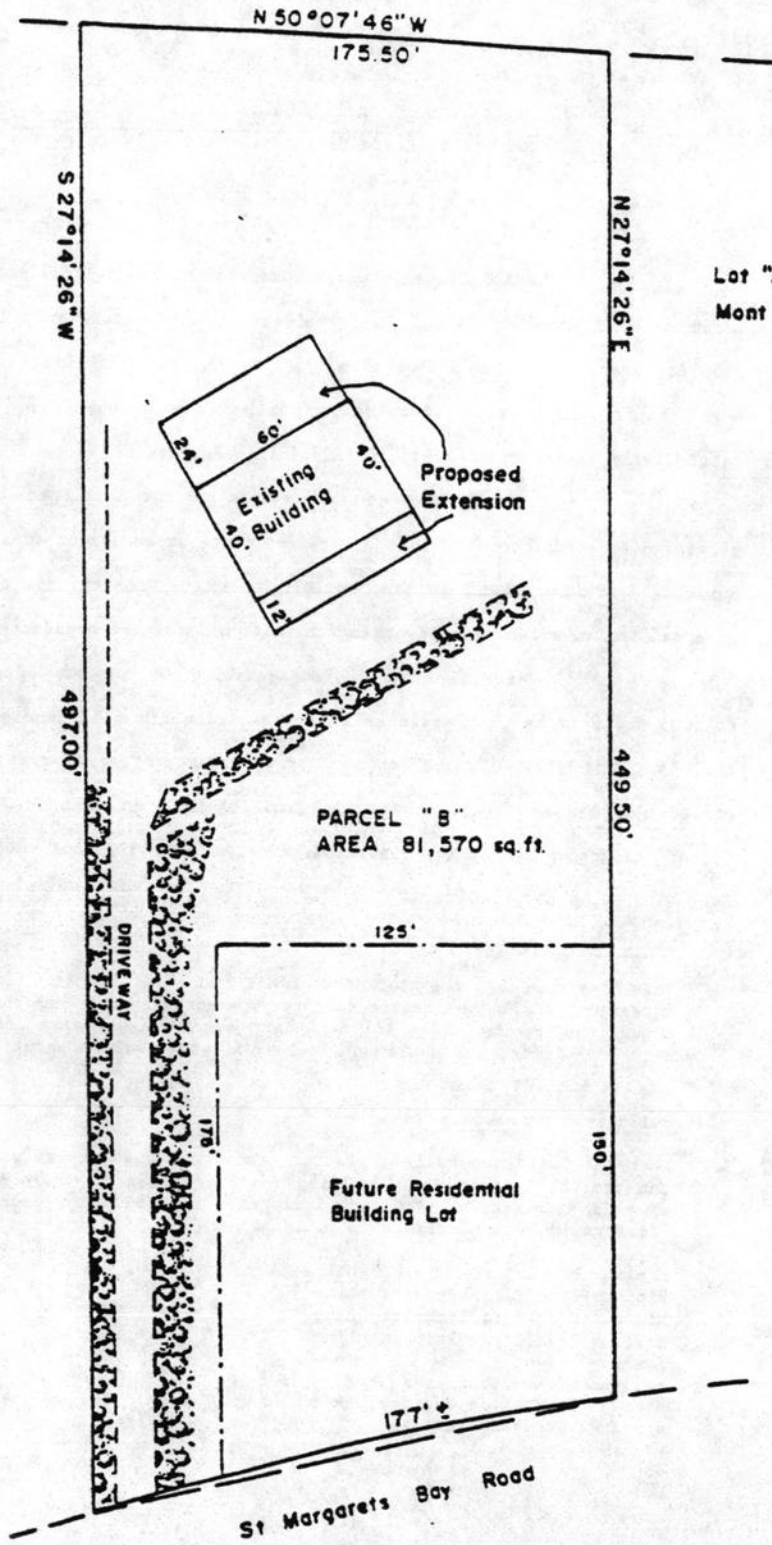 N 50°07'46" W
175.50'
S 27°14'26" W
N 27°14'26" E
Lot "
Mont
24'
60'
40'
Existing
Building
40'
12'
Proposed
Extension
497.00'
449.50'
PARCEL "B"
AREA 81,570 sq.ft.
125'
DRIVEWAY
175'
Future Residential
Building Lot
177' ±
St Margarets Bay Road